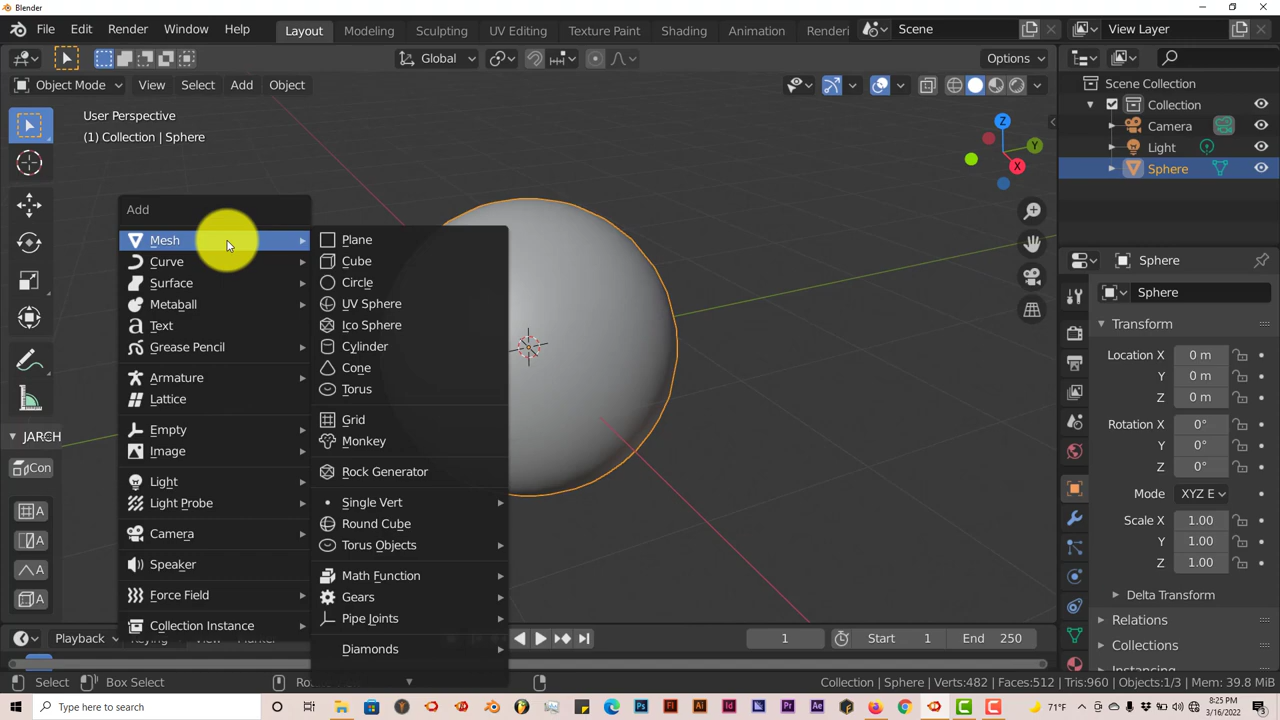 Blender
File Edit Render Window Help Layout Modeling Sculpting UV Editing Texture Paint Shading Animation Renderi Scene View Layer
Global Options
Object Mode View Select Add Object
User Perspective
(1) Collection | Sphere
Z
Y
X
Scene Collection
Collection
Camera
Light
Sphere
Add
Mesh
Curve
Surface
Metaball
Text
Grease Pencil
Armature
Lattice
Empty
Image
Light
Light Probe
Camera
Speaker
Force Field
Collection Instance
Plane
Cube
Circle
UV Sphere
Ico Sphere
Cylinder
Cone
Torus
Grid
Monkey
Rock Generator
Single Vert
Round Cube
Torus Objects
Math Function
Gears
Pipe Joints
Diamonds
JARCH
Con
A
A
A
A
Sphere
Sphere
Transform
Location X 0 m
Y 0 m
Z 0 m
Rotation X 0°
Y 0°
Z 0°
Mode XYZ E
Scale X 1.00
Y 1.00
Z 1.00
Delta Transform
Relations
Collections
Playback 1 Start 1 End 250
Select Box Select Collection | Sphere | Verts:482 | Faces:512 | Tris:960 | Objects:1/3 | Mem: 39.8 MiB
Type here to search
71°F
8:25 PM
3/16/2022